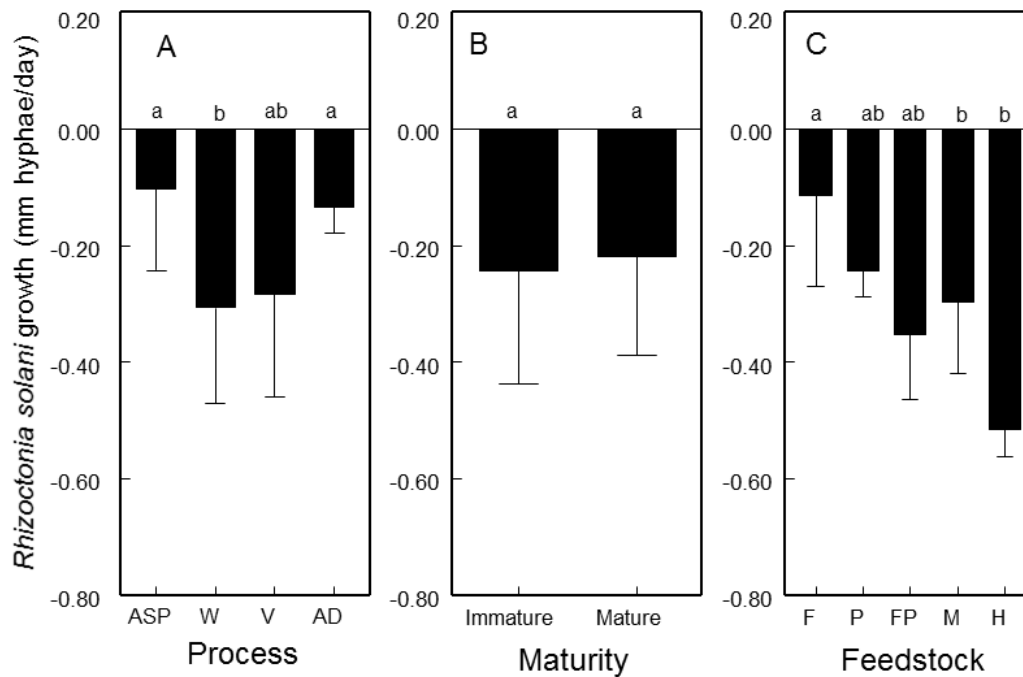 Rhizoctonia solani growth (mm hyphae/day)
A
0.20
0.00
-0.20
-0.40
-0.60
-0.80
a b ab a
ASP W V AD
Process
B
0.20
0.00
-0.20
-0.40
-0.60
-0.80
a a
Immature Mature
Maturity
C
0.20
0.00
-0.20
-0.40
-0.60
-0.80
a ab ab b b
F P FP M H
Feedstock